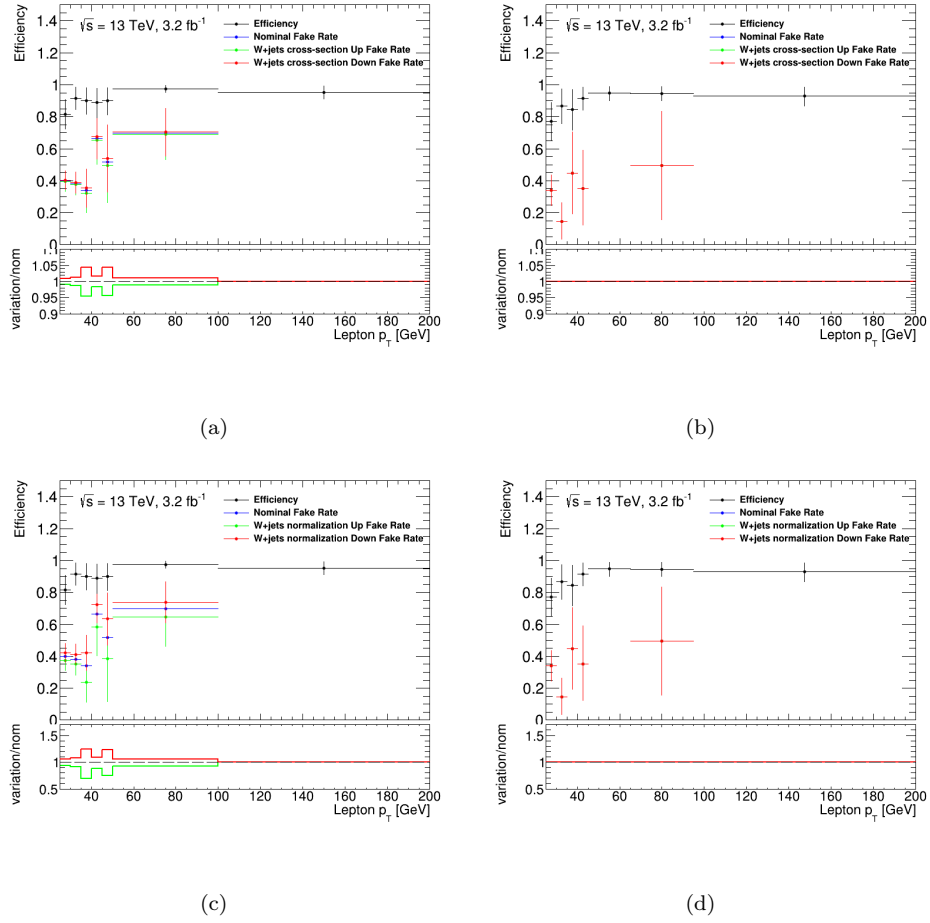 √s = 13 TeV, 3.2 fb⁻¹
Efficiency
Nominal Fake Rate
W+jets cross-section Up Fake Rate
W+jets cross-section Down Fake Rate
Efficiency
1.4
1.2
1
0.8
0.6
0.4
0.2
0
variation/nom
1.1
1.05
1
0.95
0.9
40 60 80 100 120 140 160 180 200
Lepton p_T [GeV]
(a)
√s = 13 TeV, 3.2 fb⁻¹
Efficiency
Nominal Fake Rate
W+jets cross-section Up Fake Rate
W+jets cross-section Down Fake Rate
Efficiency
1.4
1.2
1
0.8
0.6
0.4
0.2
0
variation/nom
1.1
1.05
1
0.95
0.9
40 60 80 100 120 140 160 180 200
Lepton p_T [GeV]
(b)
√s = 13 TeV, 3.2 fb⁻¹
Efficiency
Nominal Fake Rate
W+jets normalization Up Fake Rate
W+jets normalization Down Fake Rate
Efficiency
1.4
1.2
1
0.8
0.6
0.4
0.2
0
variation/nom
1.5
1
0.5
40 60 80 100 120 140 160 180 200
Lepton p_T [GeV]
(c)
√s = 13 TeV, 3.2 fb⁻¹
Efficiency
Nominal Fake Rate
W+jets normalization Up Fake Rate
W+jets normalization Down Fake Rate
Efficiency
1.4
1.2
1
0.8
0.6
0.4
0.2
0
variation/nom
1.5
1
0.5
40 60 80 100 120 140 160 180 200
Lepton p_T [GeV]
(d)